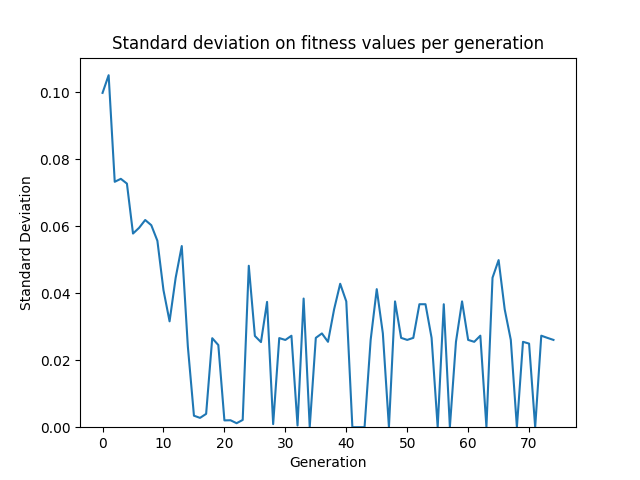 Standard deviation on fitness values per generation
0.10
0.08
0.06
0.04
0.02
0.00
Standard Deviation
0 10 20 30 40 50 60 70
Generation